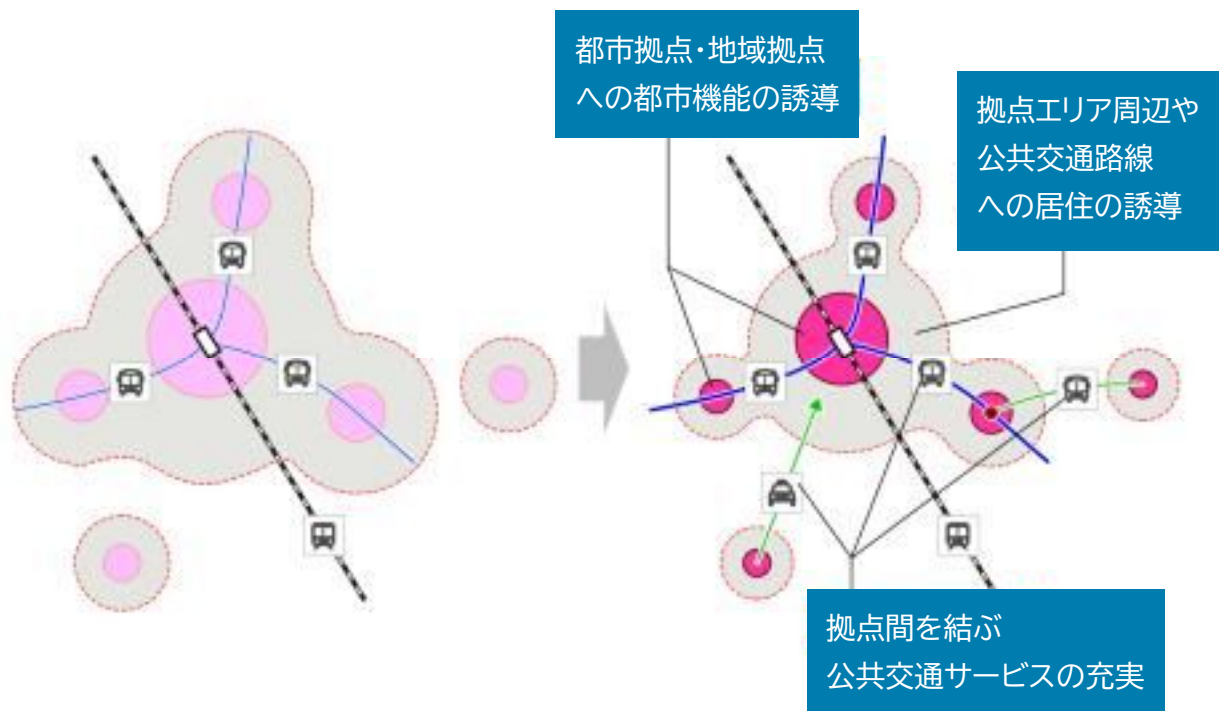 都市拠点・地域拠点
への都市機能の誘導
拠点エリア周辺や
公共交通路線
への居住の誘導
拠点間を結ぶ
公共交通サービスの充実